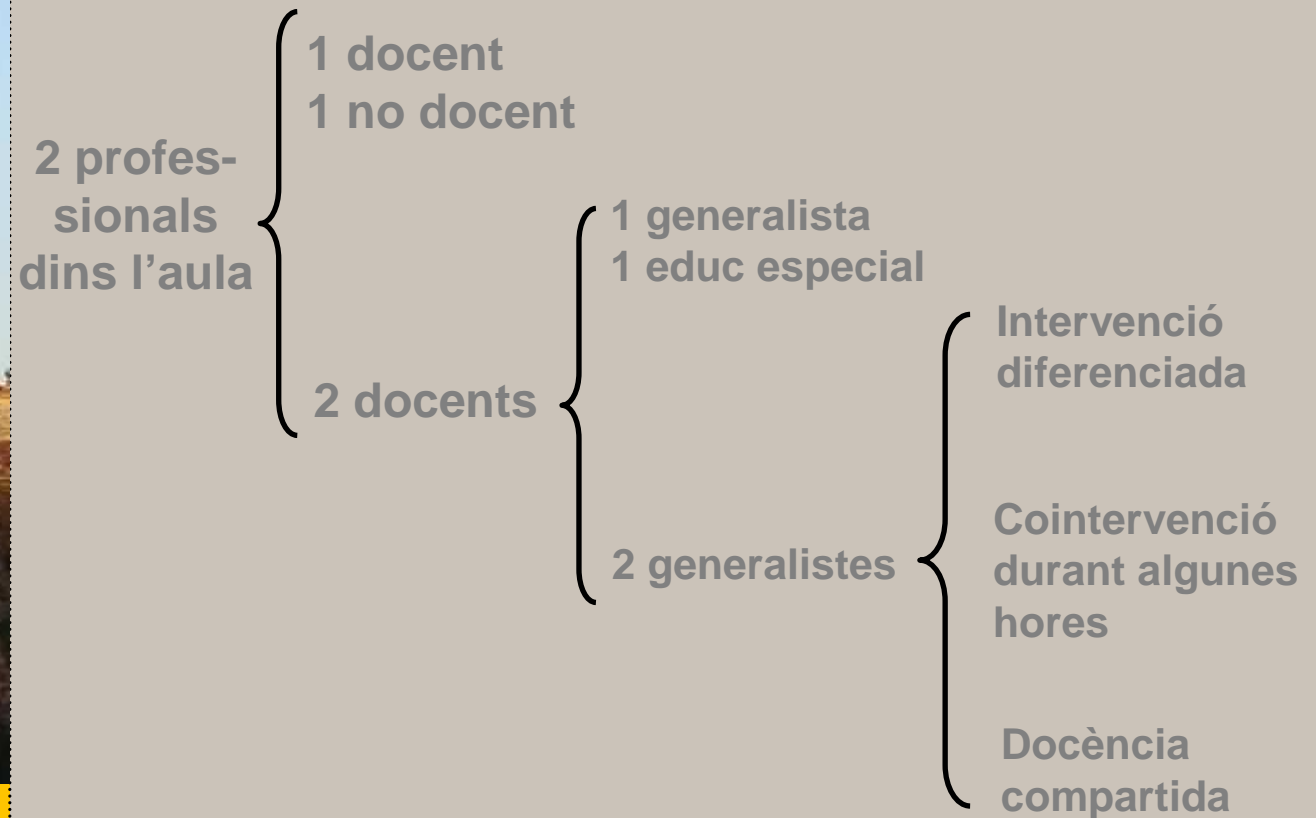 1 docent
1 no docent
2 profes-
sionals
dins l'aula
1 generalista
1 educ especial
2 docents
Intervenció
diferenciada
2 generalistes
Cointervenció
durant algunes
hores
Docència
compartida